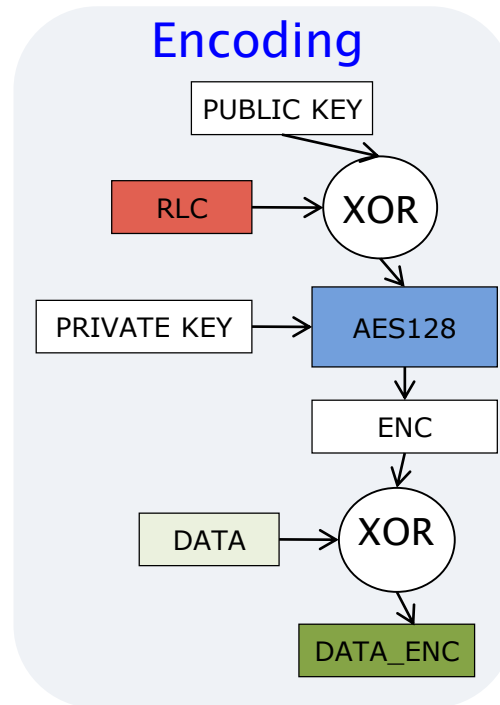 Encoding
PUBLIC KEY
RLC
XOR
PRIVATE KEY
AES128
ENC
DATA
XOR
DATA_ENC